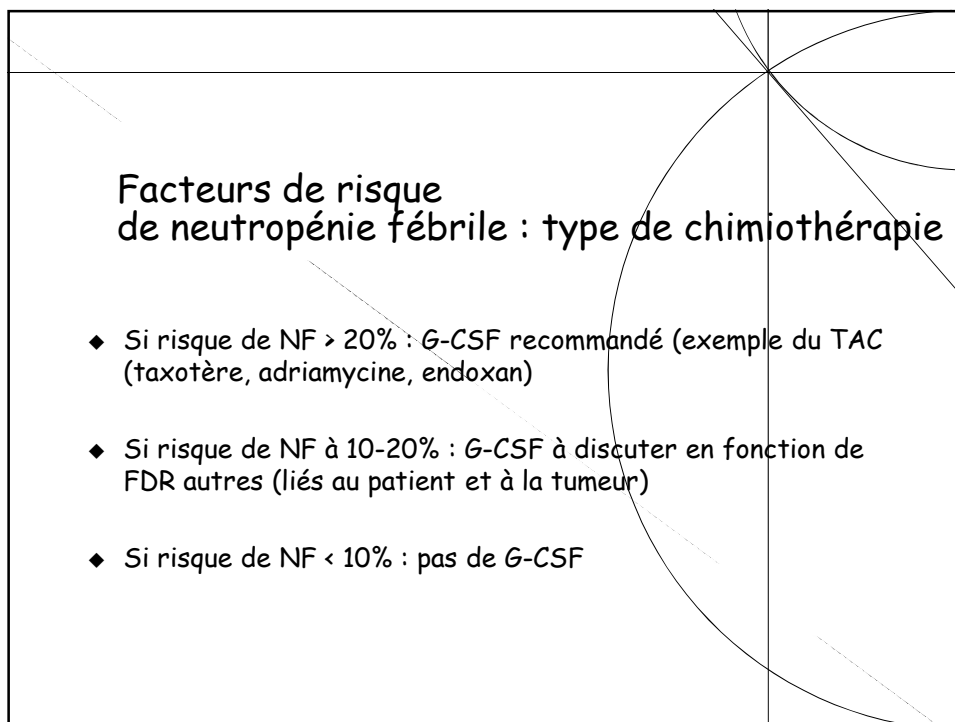 Facteurs de risque
de neutropénie fébrile : type de chimiothérapie
◆ Si risque de NF > 20% : G-CSF recommandé (exemple du TAC
(taxotère, adriamycine, endoxan)
◆ Si risque de NF à 10-20% : G-CSF à discuter en fonction de
FDR autres (liés au patient et à la tumeur)
◆ Si risque de NF < 10% : pas de G-CSF